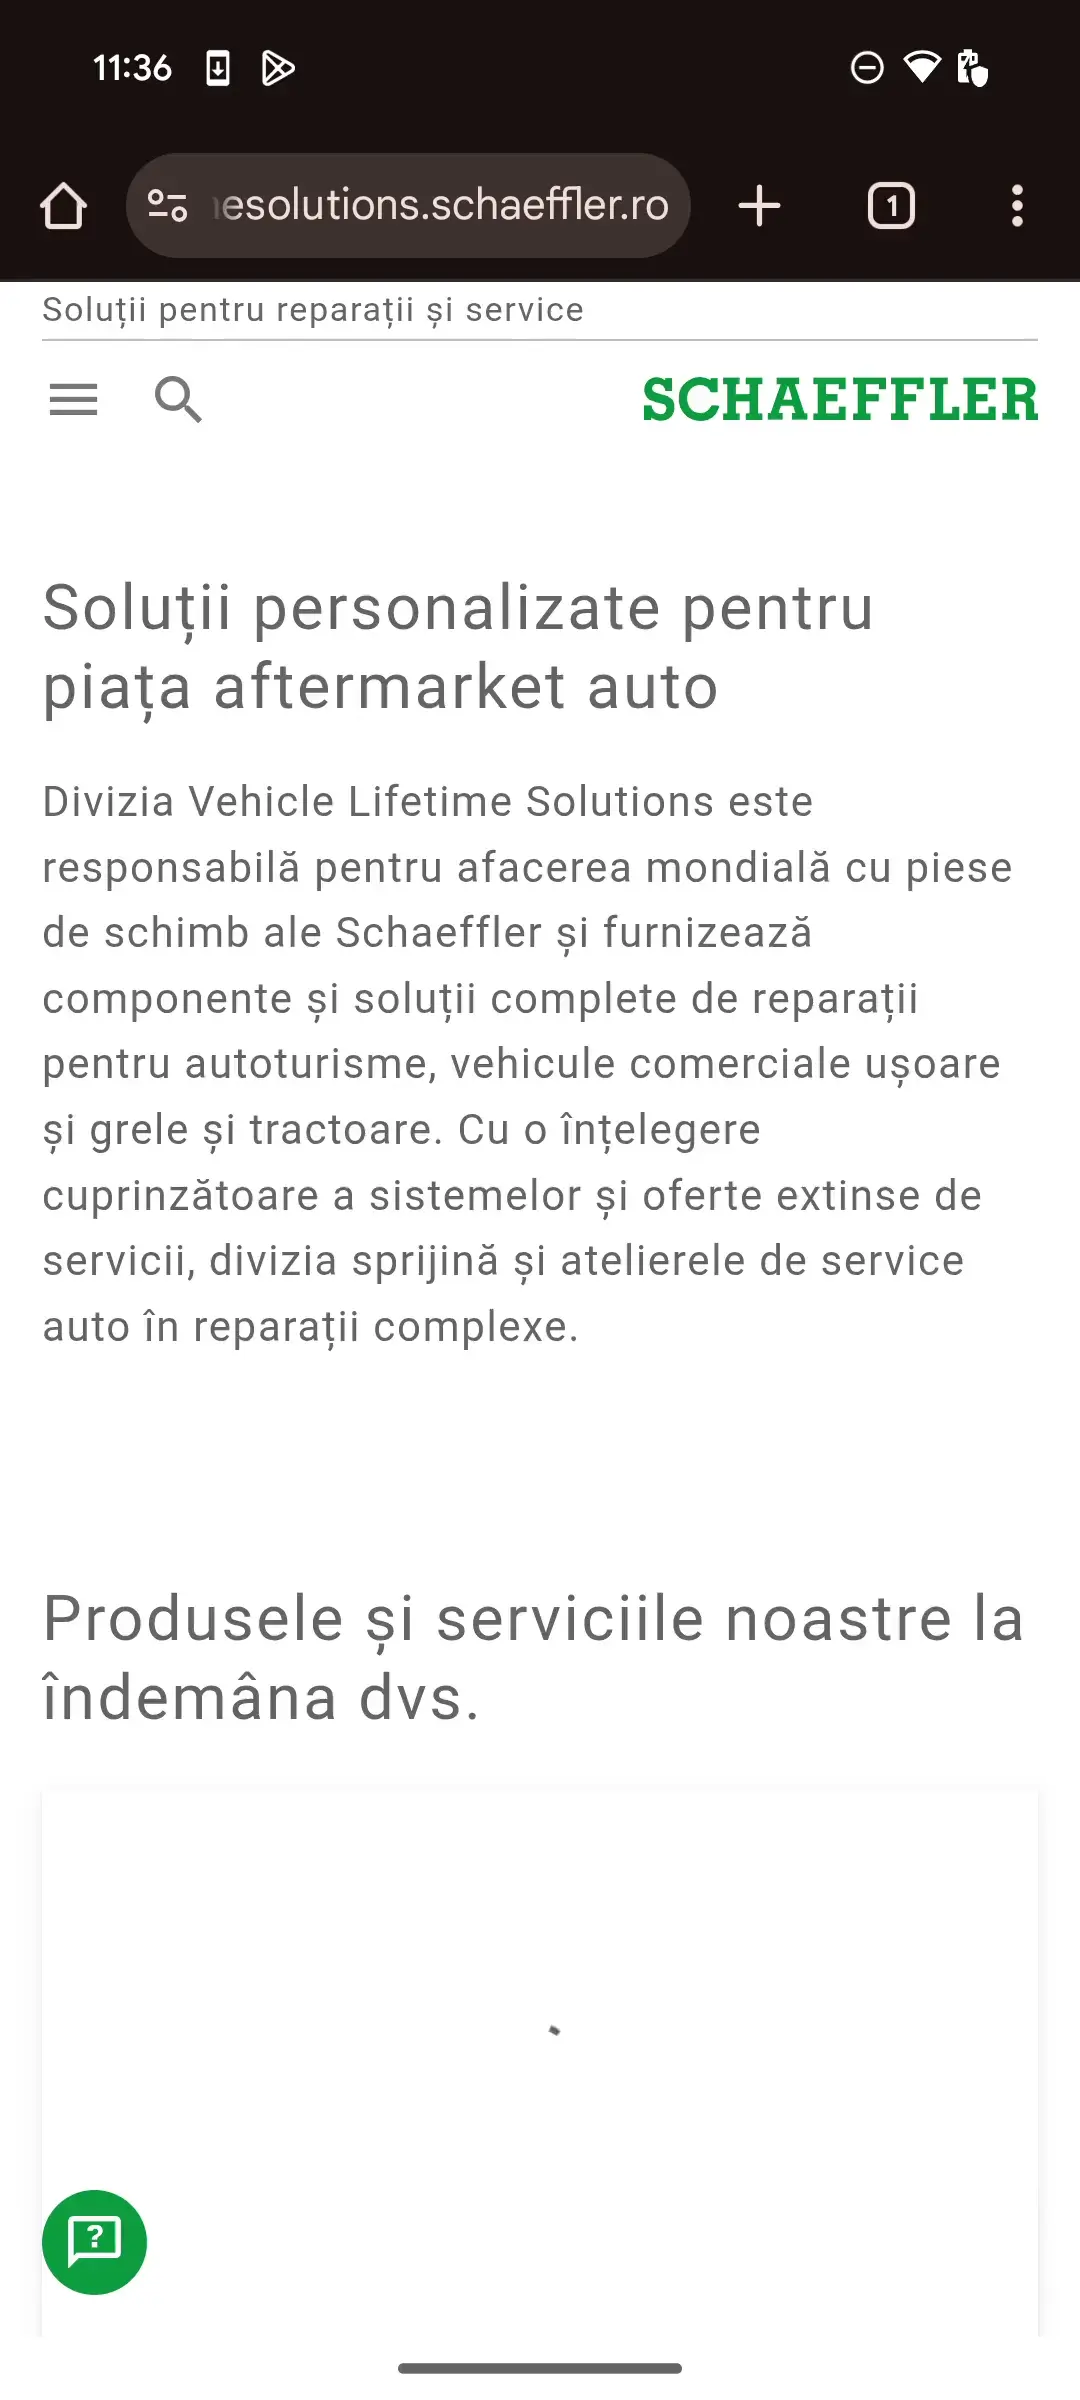 11:36
esolutions.schaeffler.ro
1
Soluții pentru reparații și service
SCHAEFFLER
Soluții personalizate pentru
piața aftermarket auto
Divizia Vehicle Lifetime Solutions este
responsabilă pentru afacerea mondială cu piese
de schimb ale Schaeffler și furnizează
componente și soluții complete de reparații
pentru autoturisme, vehicule comerciale ușoare
și grele și tractoare. Cu o înțelegere
cuprinzătoare a sistemelor și oferte extinse de
servicii, divizia sprijină și atelierele de service
auto în reparații complexe.
Produsele și serviciile noastre la
îndemâna dvs.
?